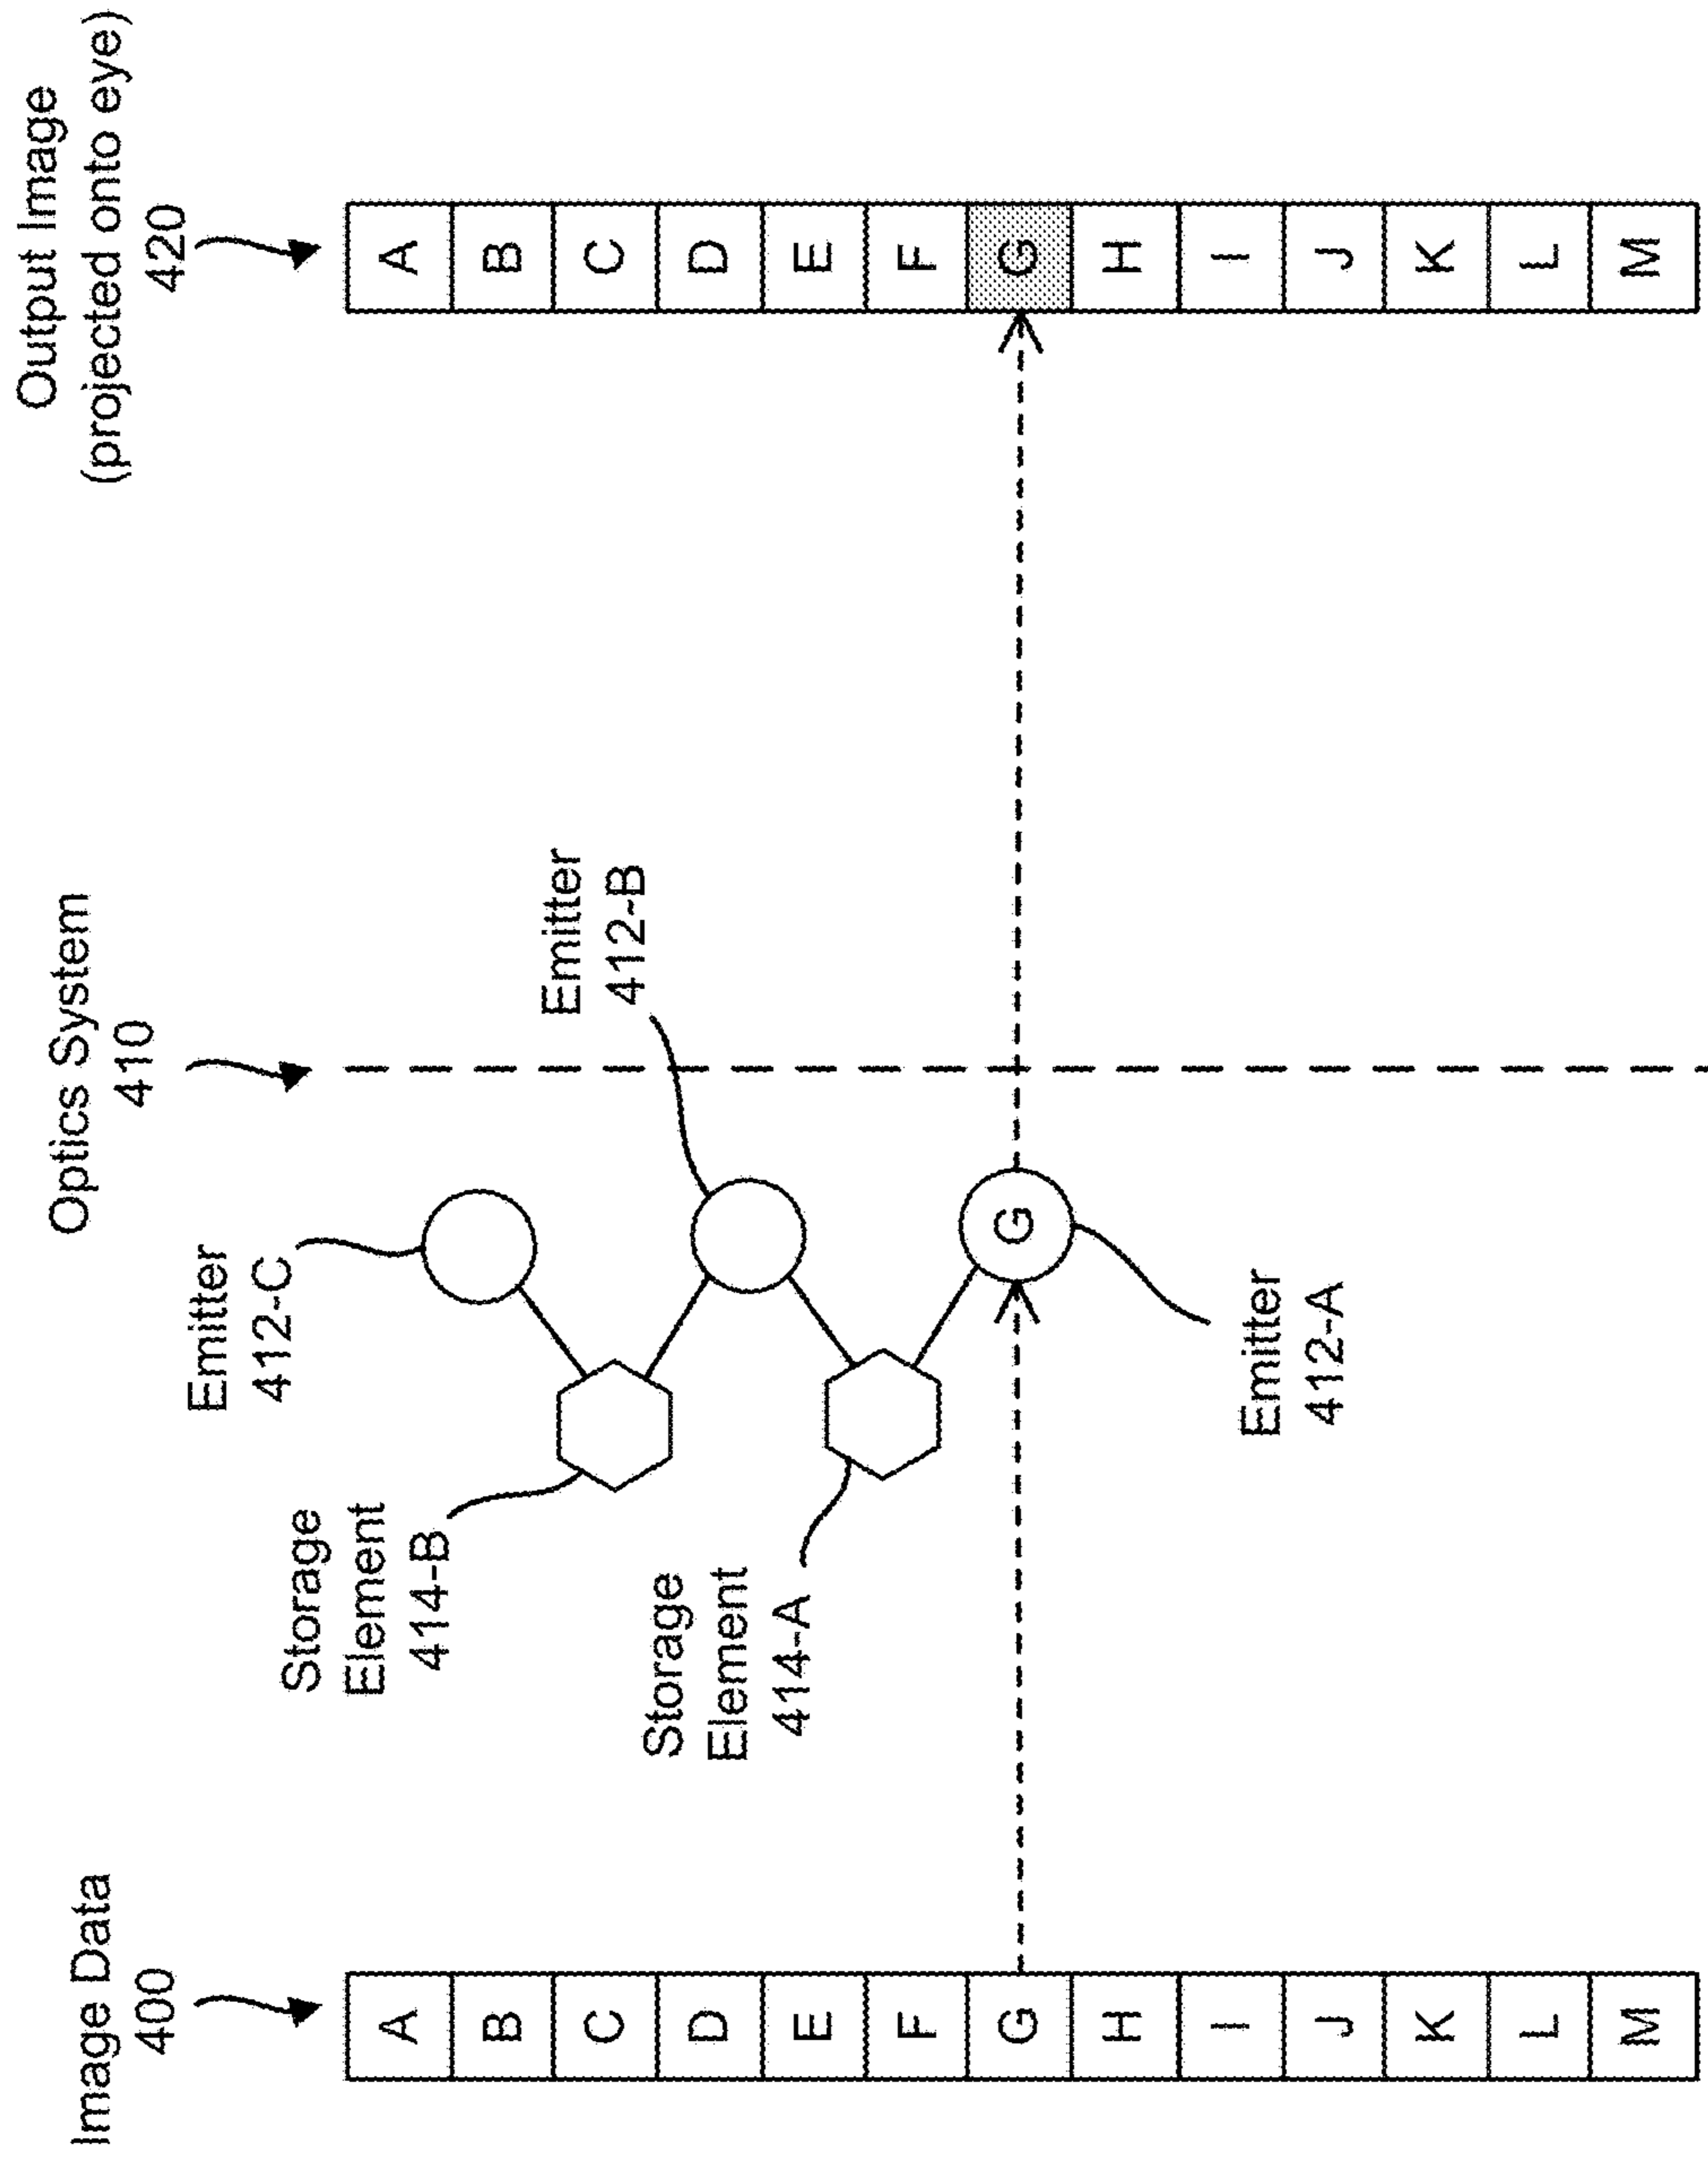 Image Data
400
A
B
C
D
E
F
G
H
I
J
K
L
M
Storage
Element
414-B
Storage
Element
414-A
Emitter
412-C
G
Emitter
412-A
Emitter
412-B
Optics System
410
Output Image
(projected onto eye)
420
A
B
C
D
E
F
G
H
I
J
K
L
M